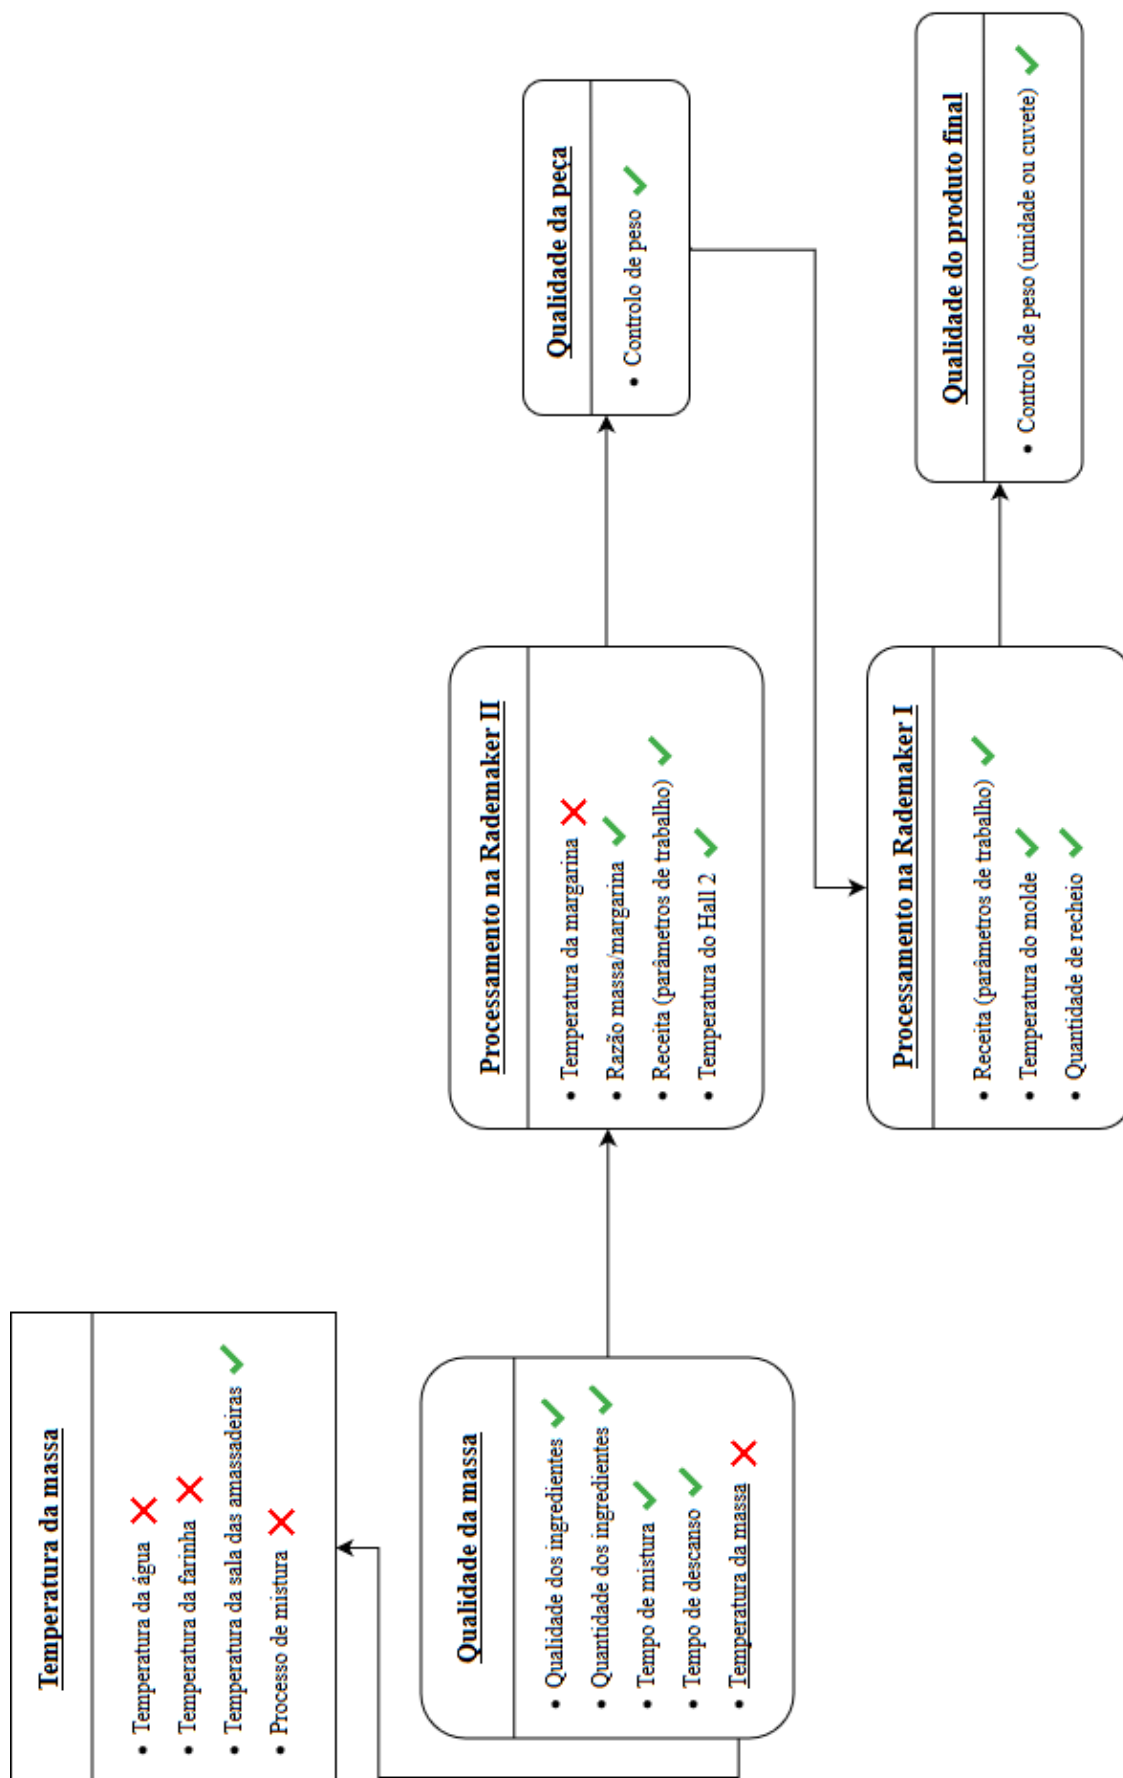 Temperatura da massa
• Temperatura da água
• Temperatura da farinha
• Temperatura da sala das amassadeiras
• Processo de mistura
Qualidade da massa
• Qualidade dos ingredientes
• Quantidade dos ingredientes
• Tempo de mistura
• Tempo de descanso
• Temperatura da massa
Processamento na Rademaker II
• Temperatura da margarina
• Razão massa/margarina
• Receita (parâmetros de trabalho)
• Temperatura do Hall 2
Qualidade da peça
• Controlo de peso
Processamento na Rademaker I
• Receita (parâmetros de trabalho)
• Temperatura do molde
• Quantidade de recheio
Qualidade do produto final
• Controlo de peso (unidade ou cuvete)